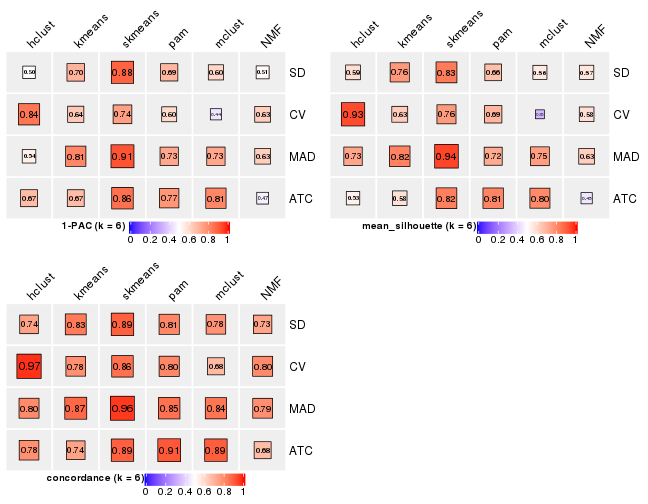 hclust kmeans skmeans pam mclust NMF
0.50 0.70 0.88 0.69 0.60 0.51 SD
0.84 0.64 0.74 0.60 0.44 0.63 CV
0.54 0.81 0.91 0.73 0.73 0.63 MAD
0.67 0.67 0.86 0.77 0.81 0.47 ATC
1-PAC (k = 6)
0 0.2 0.4 0.6 0.8 1
hclust kmeans skmeans pam mclust NMF
0.59 0.76 0.83 0.66 0.56 0.57 SD
0.93 0.63 0.76 0.69 0.58 CV
0.73 0.82 0.94 0.72 0.75 0.63 MAD
0.53 0.58 0.82 0.81 0.80 0.45 ATC
mean_silhouette (k = 6)
0 0.2 0.4 0.6 0.8 1
hclust kmeans skmeans pam mclust NMF
0.74 0.83 0.89 0.81 0.78 0.73 SD
0.97 0.78 0.86 0.80 0.68 0.80 CV
0.80 0.87 0.96 0.85 0.84 0.79 MAD
0.78 0.74 0.89 0.91 0.89 0.68 ATC
concordance (k = 6)
0 0.2 0.4 0.6 0.8 1